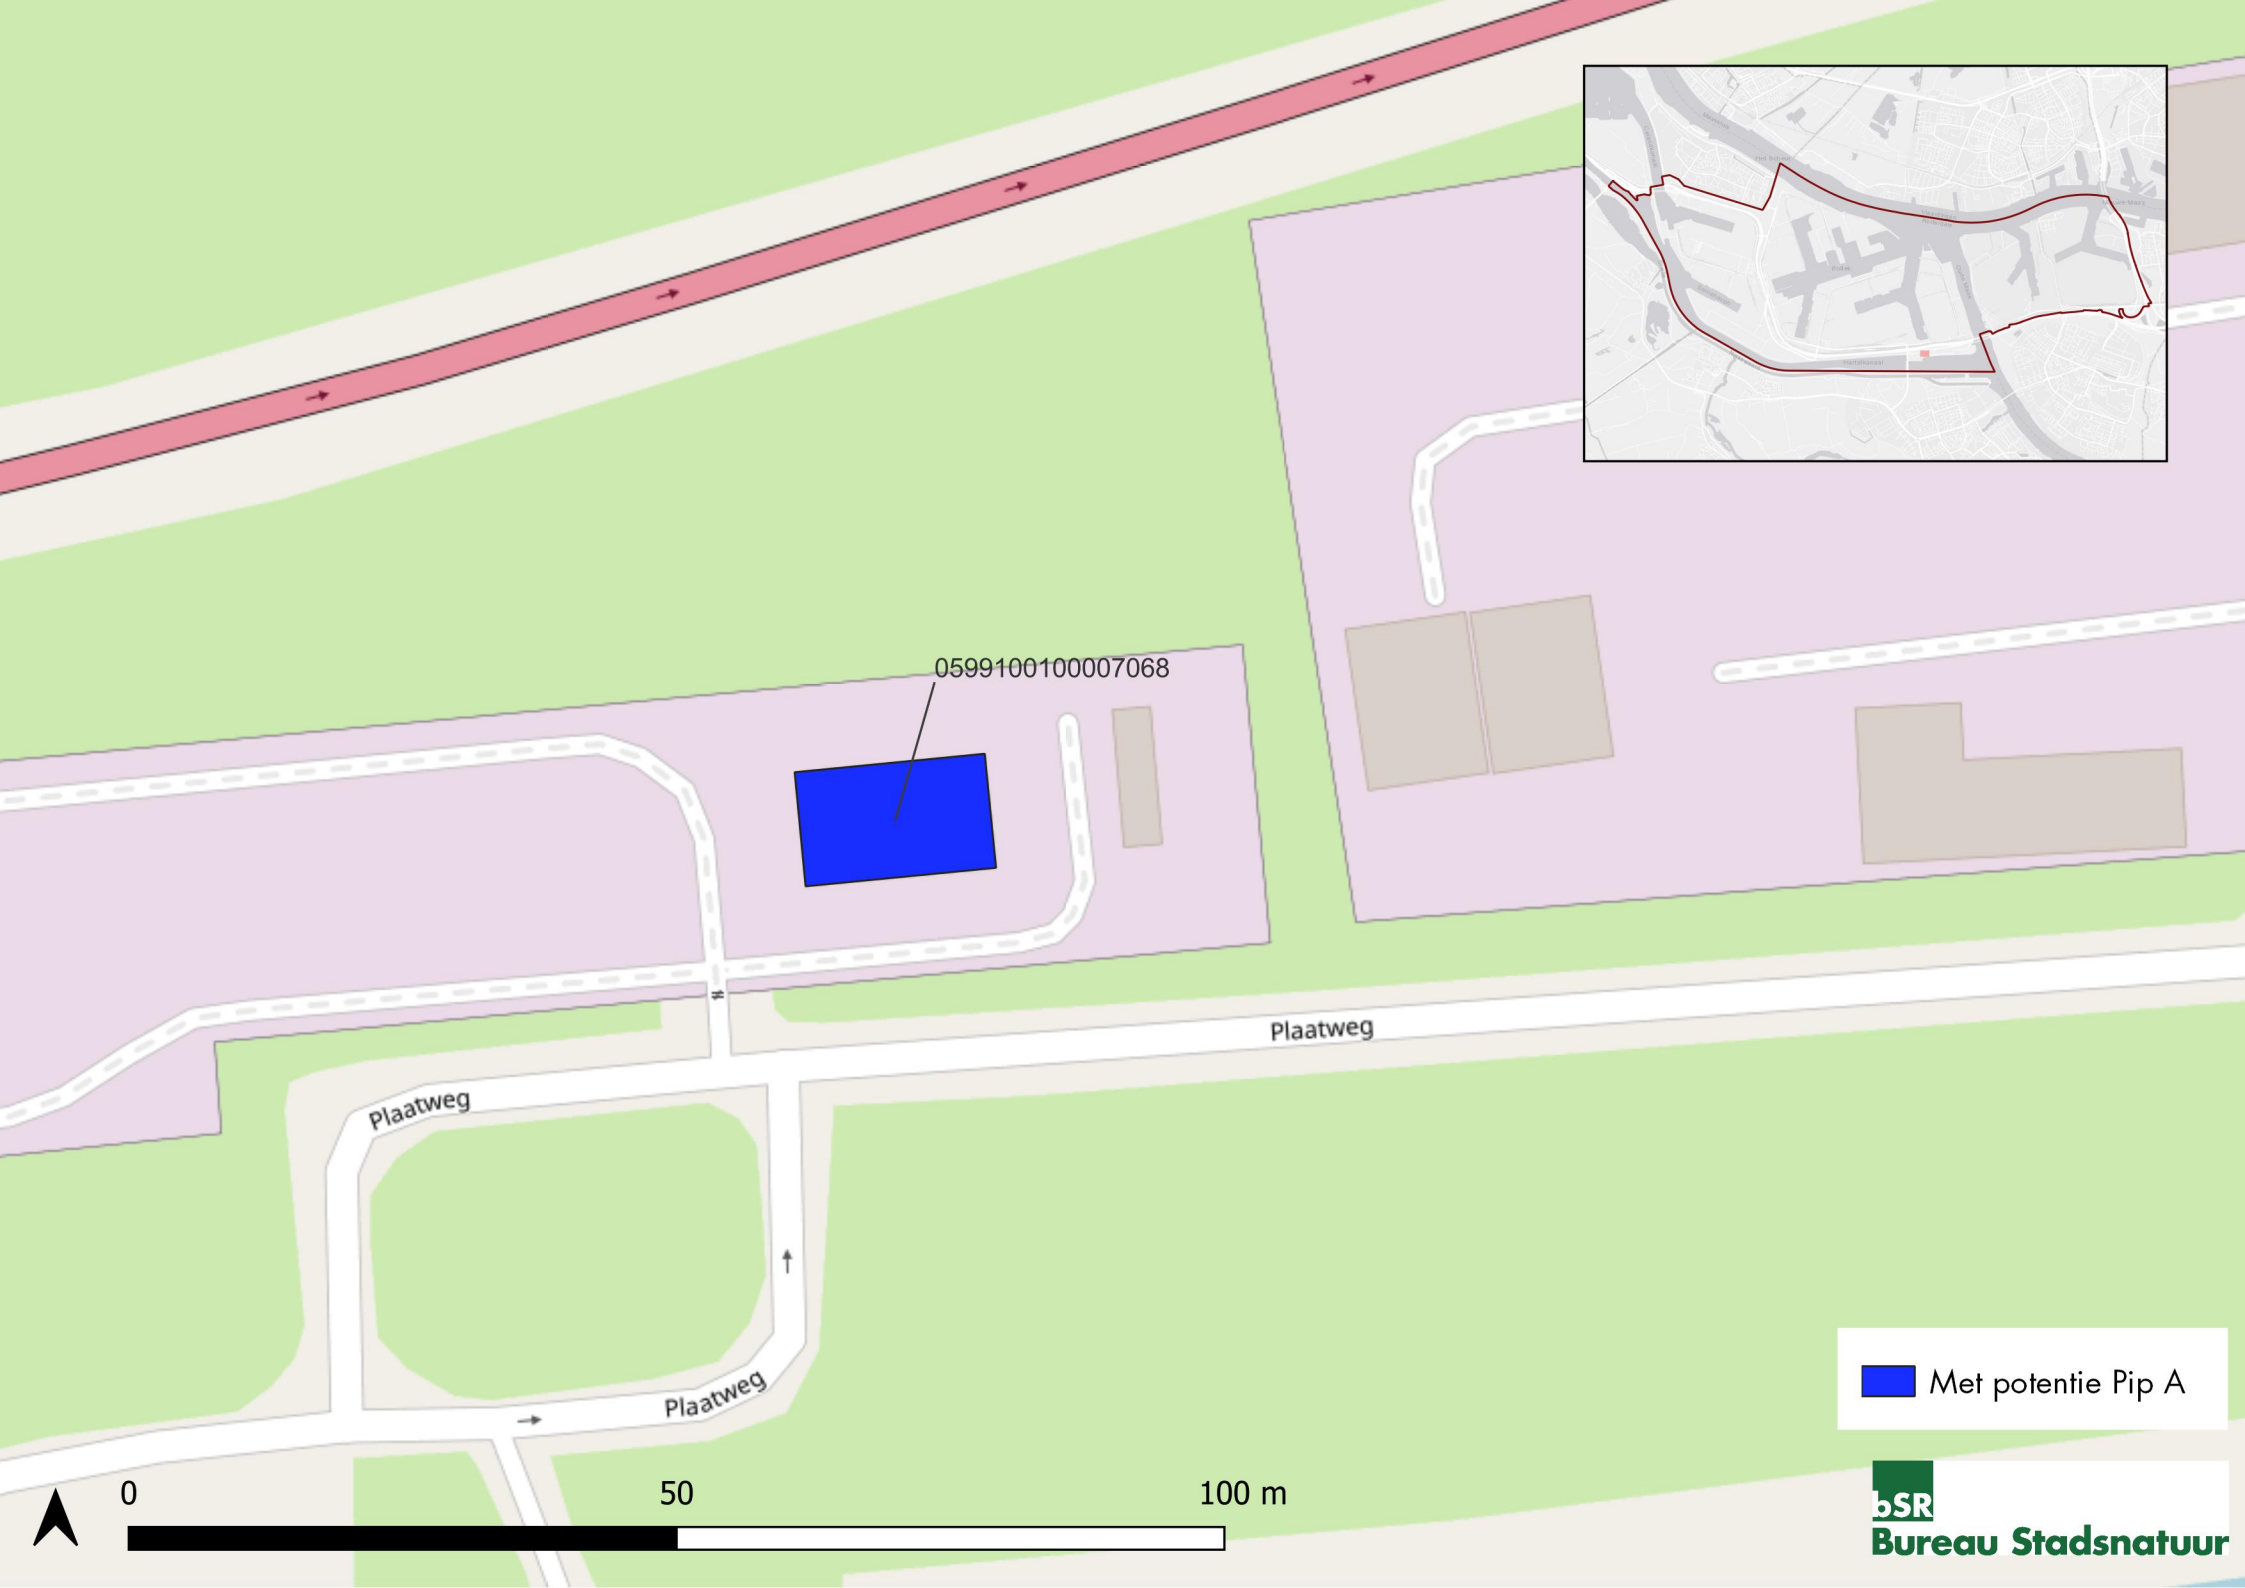 0599100100007068
Plaatweg
Plaatweg
Plaatweg
Met potentie Pip A
0 50 100 m
bSR
Bureau Stadsnatuur